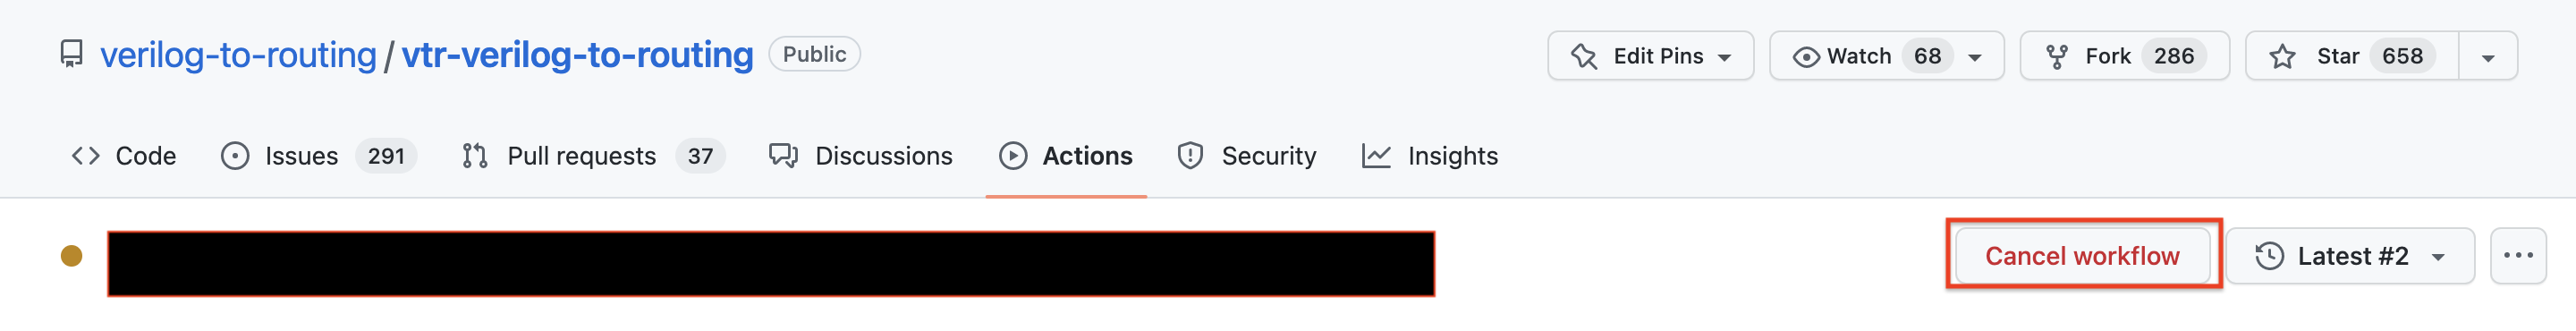 verilog-to-routing / vtr-verilog-to-routing Public Edit Pins Watch 68 Fork 286 Star 658
Code Issues 291 Pull requests 37 Discussions Actions Security Insights
Cancel workflow Latest #2 ...